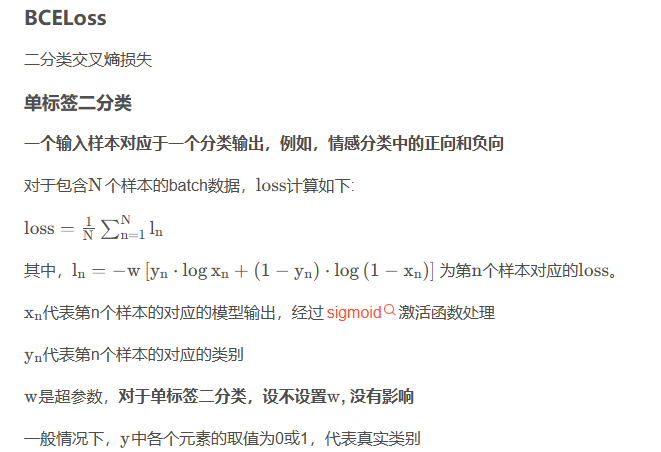 BCELoss
二分类交叉熵损失
单标签二分类
一个输入样本对应于一个分类输出，例如，情感分类中的正向和负向
对于包含N个样本的batch数据，loss计算如下:
loss = \frac{1}{N} \sum_{n=1}^{N} l_n
其中，l_n = -w [y_n · log x_n + (1 − y_n) · log (1 − x_n)] 为第n个样本对应的loss。
x_n代表第n个样本的对应的模型输出，经过 sigmoid 激活函数处理
y_n代表第n个样本的对应的类别
w是超参数，对于单标签二分类，设不设置w, 没有影响
一般情况下，y中各个元素的取值为0或1，代表真实类别